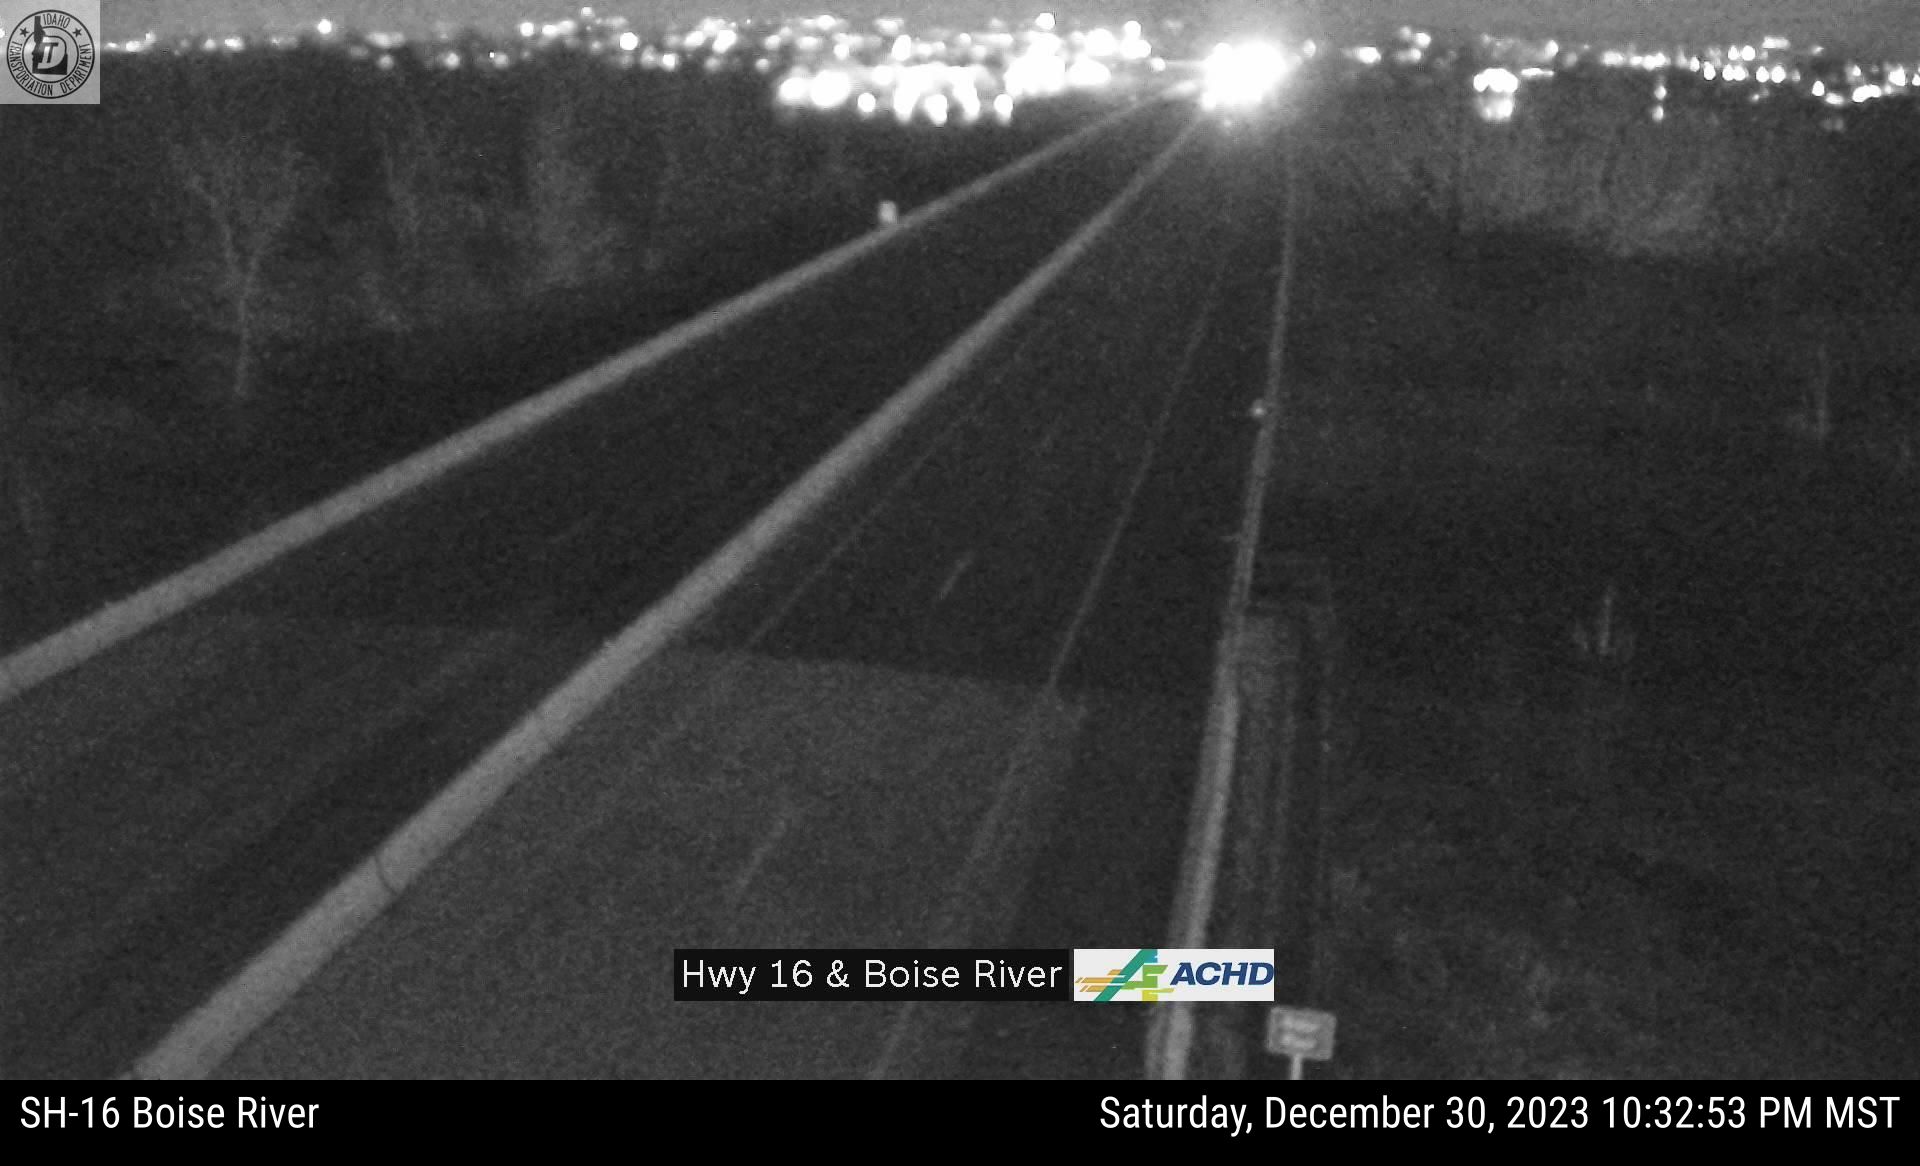 IDAHO
TRANSPORTATION DEPARTMENT
Hwy 16 & Boise River
ACHD
SH-16 Boise River
Saturday, December 30, 2023 10:32:53 PM MST